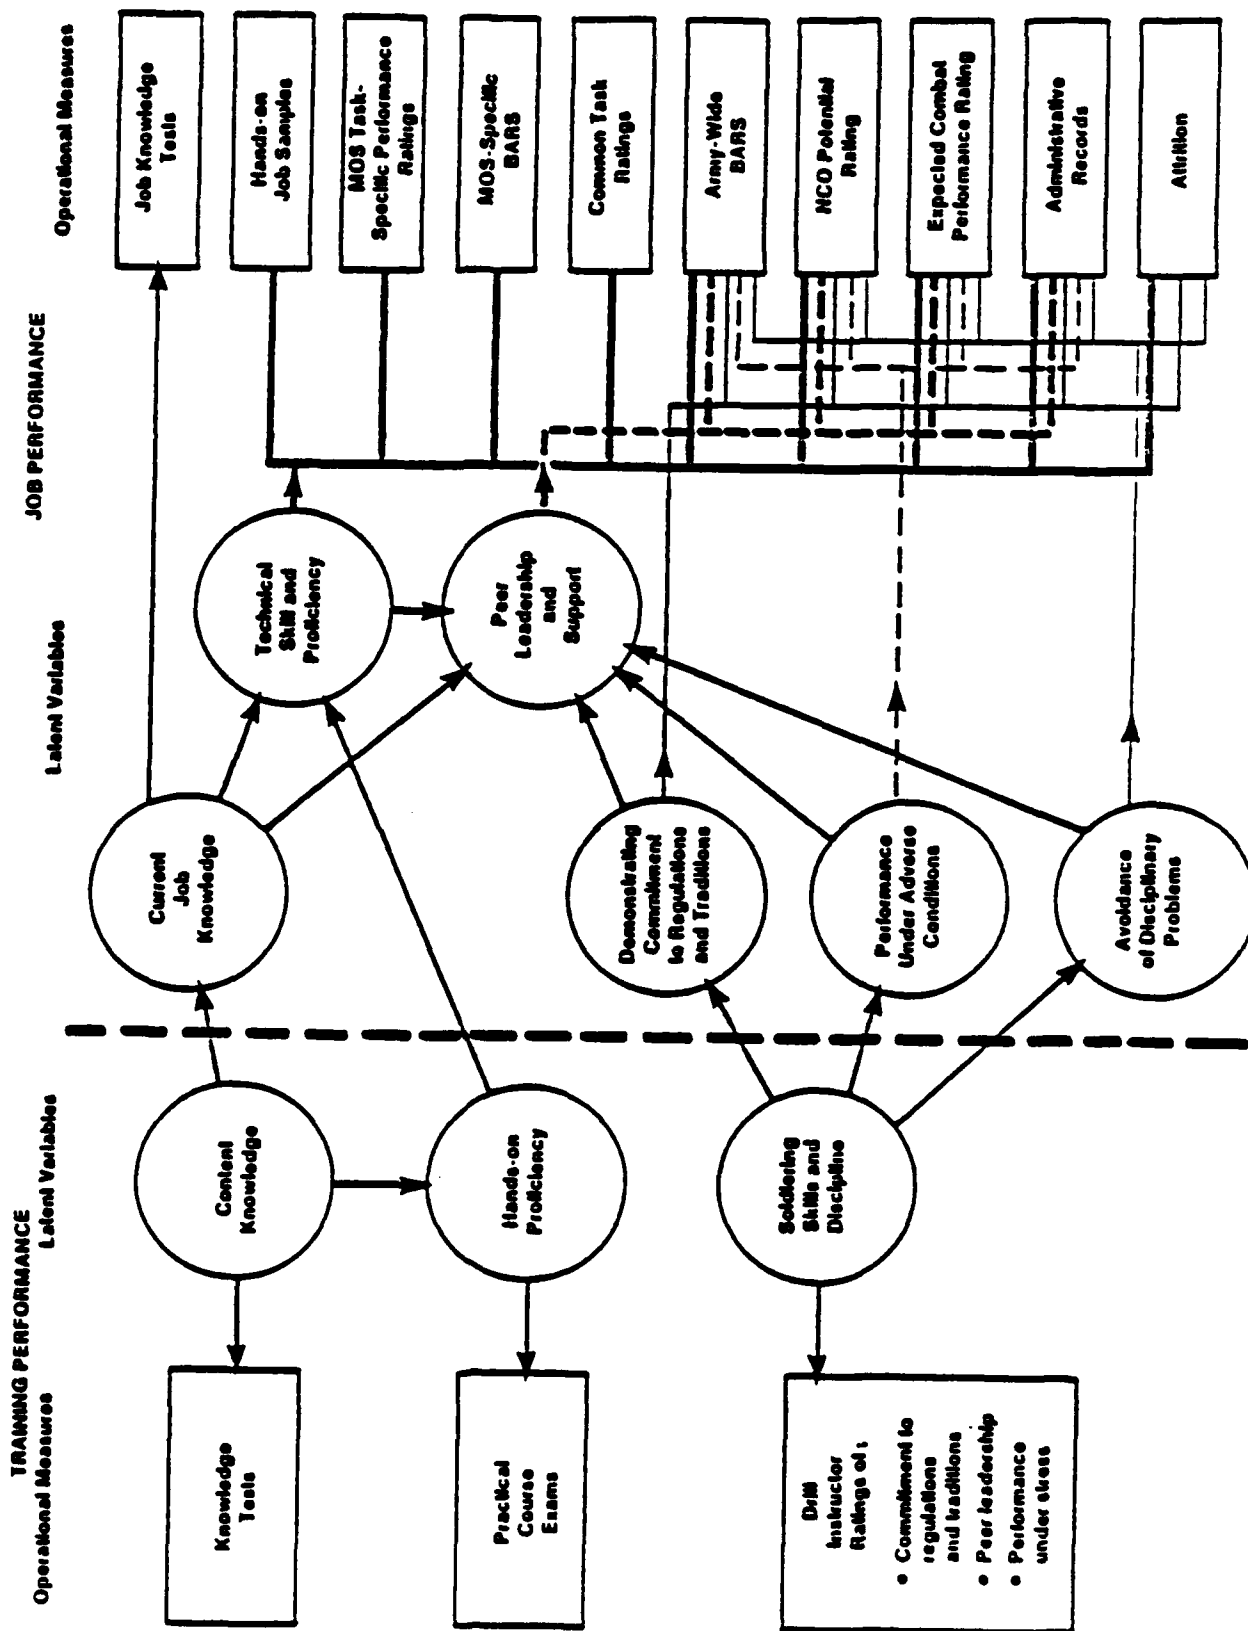 TRAINING PERFORMANCE
Operational Measures
Latent Variables
JOB PERFORMANCE
Latent Variables
Operational Measures
Knowledge
Tests
Practical
Course
Exams
Drill
Instructor
Ratings of:
• Commitment to
regulations
and traditions
• Peer leadership
• Performance
under stress
Content
Knowledge
Hands-on
Proficiency
Soldiering
Skills and
Discipline
Current
Job
Knowledge
Demonstrating
Commitment
to Regulations
and Traditions
Performance
Under Adverse
Conditions
Avoidance
of Disciplinary
Problems
Technical
Skill and
Proficiency
Peer
Leadership
and
Support
Job Knowledge
Tests
Hands-on
Job Samples
MOS Task-
Specific Performance
Ratings
MOS-Specific
BARS
Common Task
Ratings
Army-Wide
BARS
NCO Potential
Rating
Expected Combat
Performance Rating
Administrative
Records
Attrition